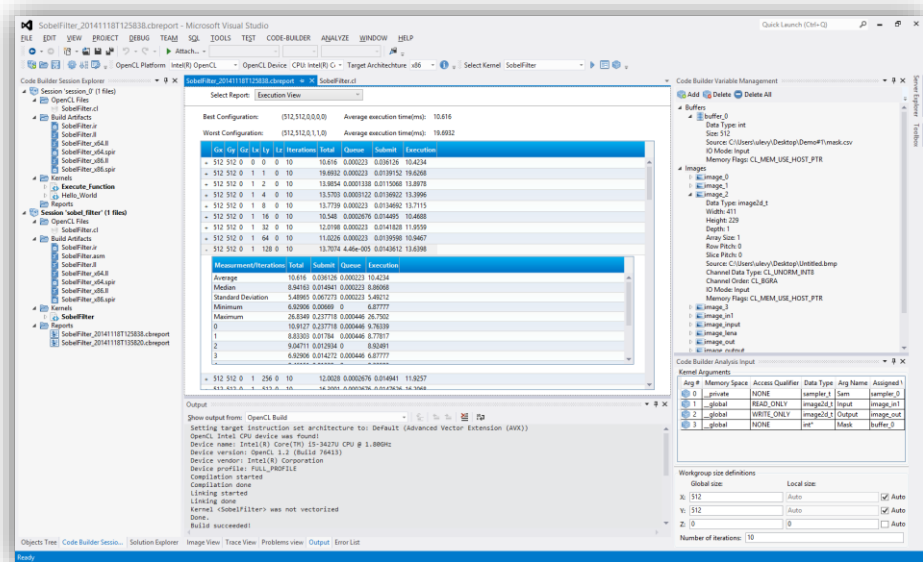 SobelFilter_20141118T125838.cbreport - Microsoft Visual Studio
Quick Launch (Ctrl+Q)
FILE EDIT VIEW PROJECT DEBUG TEAM SQL TOOLS TEST CODE-BUILDER ANALYZE WINDOW HELP
Attach...
OpenCL Platform Intel(R) OpenCL OpenCL Device CPU: Intel(R) C Target Architechture x86 Select Kernel SobelFilter
Code Builder Session Explorer
Session 'session_0' (1 files)
OpenCL Files
SobelFilter.cl
Build Artifacts
SobelFilter.ir
SobelFilter.ll
SobelFilter_x64.ll
SobelFilter_x64.spir
SobelFilter_x86.ll
SobelFilter_x86.spir
Kernels
Execute_Function
Hello_World
Reports
Session 'sobel_filter' (1 files)
OpenCL Files
SobelFilter.cl
Build Artifacts
SobelFilter.ir
SobelFilter.asm
SobelFilter.ll
SobelFilter_x64.ll
SobelFilter_x64.spir
SobelFilter_x86.ll
SobelFilter_x86.spir
Kernels
SobelFilter
Reports
SobelFilter_20141118T125838.cbreport
SobelFilter_20141118T135820.cbreport
Objects Tree Code Builder Sessio... Solution Explorer
SobelFilter_20141118T125838.cbreport SobelFilter.cl
Select Report: Execution View
Best Configuration: (512,512,0,0,0,0) Average execution time(ms): 10.616
Worst Configuration: (512,512,0,1,1,0) Average execution time(ms): 19.6932
Gx Gy Gz Lx Ly Lz Iterations Total Queue Submit Execution
512 512 0 0 0 0 10 10.616 0.000223 0.036126 10.4234
512 512 0 1 1 0 10 19.6932 0.000223 0.0139152 19.6268
512 512 0 1 2 0 10 13.9854 0.0001338 0.0115068 13.8978
512 512 0 1 4 0 10 13.5703 0.0003122 0.0136922 13.3996
512 512 0 1 8 0 10 13.7739 0.000223 0.0134692 13.7115
512 512 0 1 16 0 10 10.548 0.0002676 0.014495 10.4688
512 512 0 1 32 0 10 12.0198 0.000223 0.0141828 11.9559
512 512 0 1 64 0 10 11.0226 0.000223 0.0139598 10.9467
512 512 0 1 128 0 10 13.7074 4.46e-005 0.0143612 13.6398
Measurment/Iterations Total Submit Queue Execution
Average 10.616 0.036126 0.000223 10.4234
Median 8.94163 0.014941 0.000223 8.86068
Standard Deviation 5.48965 0.067273 0.000223 5.49212
Minimum 6.92906 0.00669 0 6.87777
Maximum 26.8349 0.237718 0.000446 26.7502
0 10.9127 0.237718 0.000446 9.76339
1 8.83303 0.01784 0.000446 8.77817
2 9.04711 0.012934 0 8.92491
3 6.92906 0.014272 0.000446 6.87777
512 512 0 1 256 0 10 12.0028 0.0002676 0.014941 11.9257
Output
Show output from: OpenCL Build
Setting target instruction set architecture to: Default (Advanced Vector Extension (AVX))
OpenCL Intel CPU device was found!
Device name: Intel(R) Core(TM) i5-3427U CPU @ 1.80GHz
Device version: OpenCL 1.2 (Build 76413)
Device vendor: Intel(R) Corporation
Device profile: FULL_PROFILE
Compilation started
Compilation done
Linking started
Linking done
Kernel <SobelFilter> was not vectorized
Done.
Build succeeded!
Image View Trace View Problems view Output Error List
Code Builder Variable Management
Add Delete Delete All
Buffers
buffer_0
Data Type: int
Size: 512
Source: C:\Users\ulevy\Desktop\Demo#1\mask.csv
IO Mode: Input
Memory Flags: CL_MEM_USE_HOST_PTR
Images
image_0
image_1
image_2
Data Type: image2d_t
Width: 411
Height: 229
Depth: 1
Array Size: 1
Row Pitch: 0
Slice Pitch: 0
Source: C:\Users\ulevy\Desktop\Untitled.bmp
Channel Data Type: CL_UNORM_INT8
Channel Order: CL_BGRA
IO Mode: Input
Memory Flags: CL_MEM_USE_HOST_PTR
image_3
image_in1
image_input
image_lena
image_out
image_output
Code Builder Analysis Input
Kernel Arguments
Arg # Memory Space Access Qualifier Data Type Arg Name Assigned V
0 __private NONE sampler_t Sam sampler_0
1 __global READ_ONLY image2d_t Input image_in1
2 __global WRITE_ONLY image2d_t Output image_out
3 __global NONE int* Mask buffer_0
Workgroup size definitions
Global size: Local size:
X: 512 Auto Auto
Y: 512 Auto Auto
Z: 0 0 Auto
Number of iterations: 10
Server Explorer
Toolbox
Ready